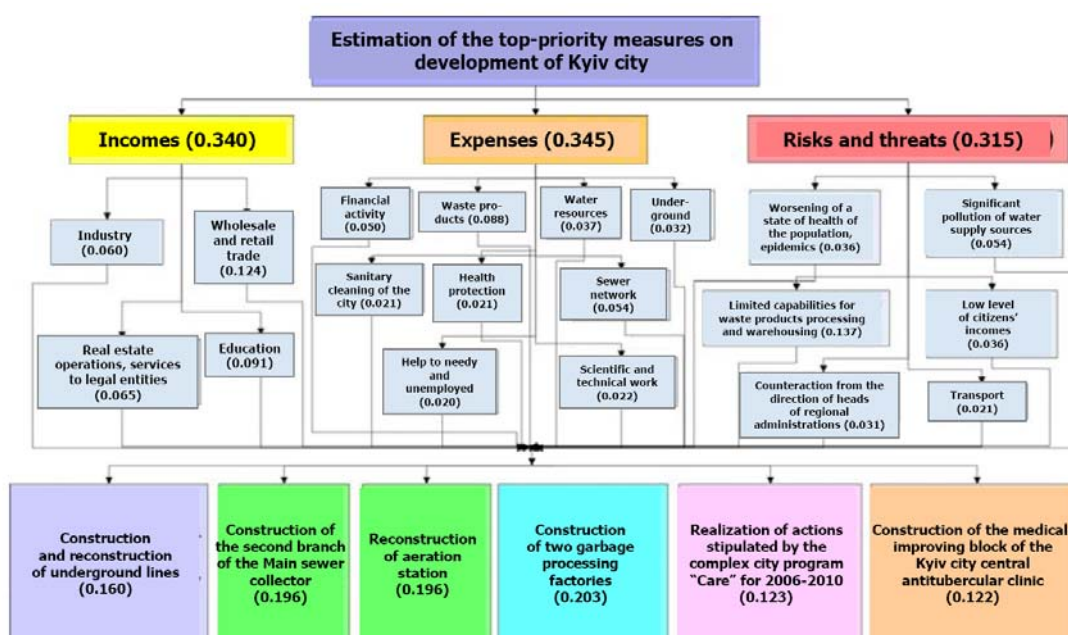 Estimation of the top-priority measures on
development of Kyiv city
Incomes (0.340)
Expenses (0.345)
Risks and threats (0.315)
Industry
(0.060)
Wholesale
and retail
trade
(0.124)
Real estate
operations, services
to legal entities
(0.065)
Education
(0.091)
Financial
activity
(0.050)
Waste pro-
ducts (0.088)
Water
resources
(0.037)
Under-
ground
(0.032)
Sanitary
cleaning of the
city (0.021)
Health
protection
(0.021)
Sewer
network
(0.054)
Help to needy
and
unemployed
(0.020)
Scientific and
technical work
(0.022)
Worsening of a
state of health of
the population,
epidemics (0.036)
Significant
pollution of water
supply sources
(0.054)
Limited capabilities for
waste products processing
and warehousing (0.137)
Low level
of citizens'
incomes
(0.036)
Counteraction from the
direction of heads
of regional
administrations (0.031)
Transport
(0.021)
Construction
and reconstruction
of underground lines
(0.160)
Construction of
the second branch
of the Main sewer
collector
(0.196)
Reconstruction
of aeration
station
(0.196)
Construction
of two garbage
processing
factories
(0.203)
Realization of actions
stipulated by the
complex city program
"Care" for 2006-2010
(0.123)
Construction of the medical
improving block of the
Kyiv city central
antitubercular clinic
(0.122)